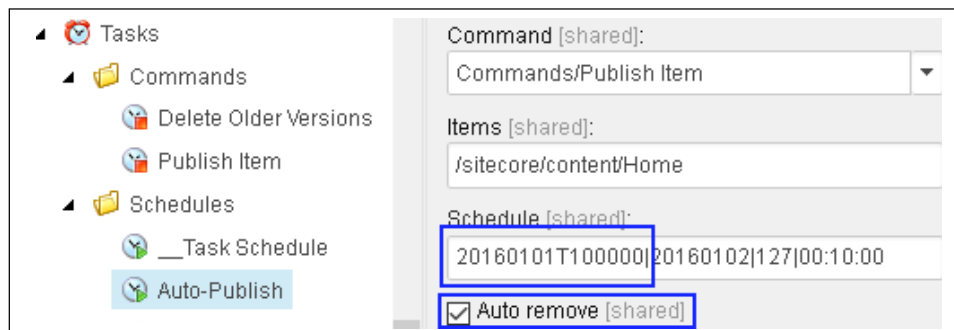 Tasks
Commands
Delete Older Versions
Publish Item
Schedules
__Task Schedule
Auto-Publish
Command [shared]:
Commands/Publish Item
Items [shared]:
/sitecore/content/Home
Schedule [shared]:
20160101T100000|20160102|127|00:10:00
Auto remove [shared]